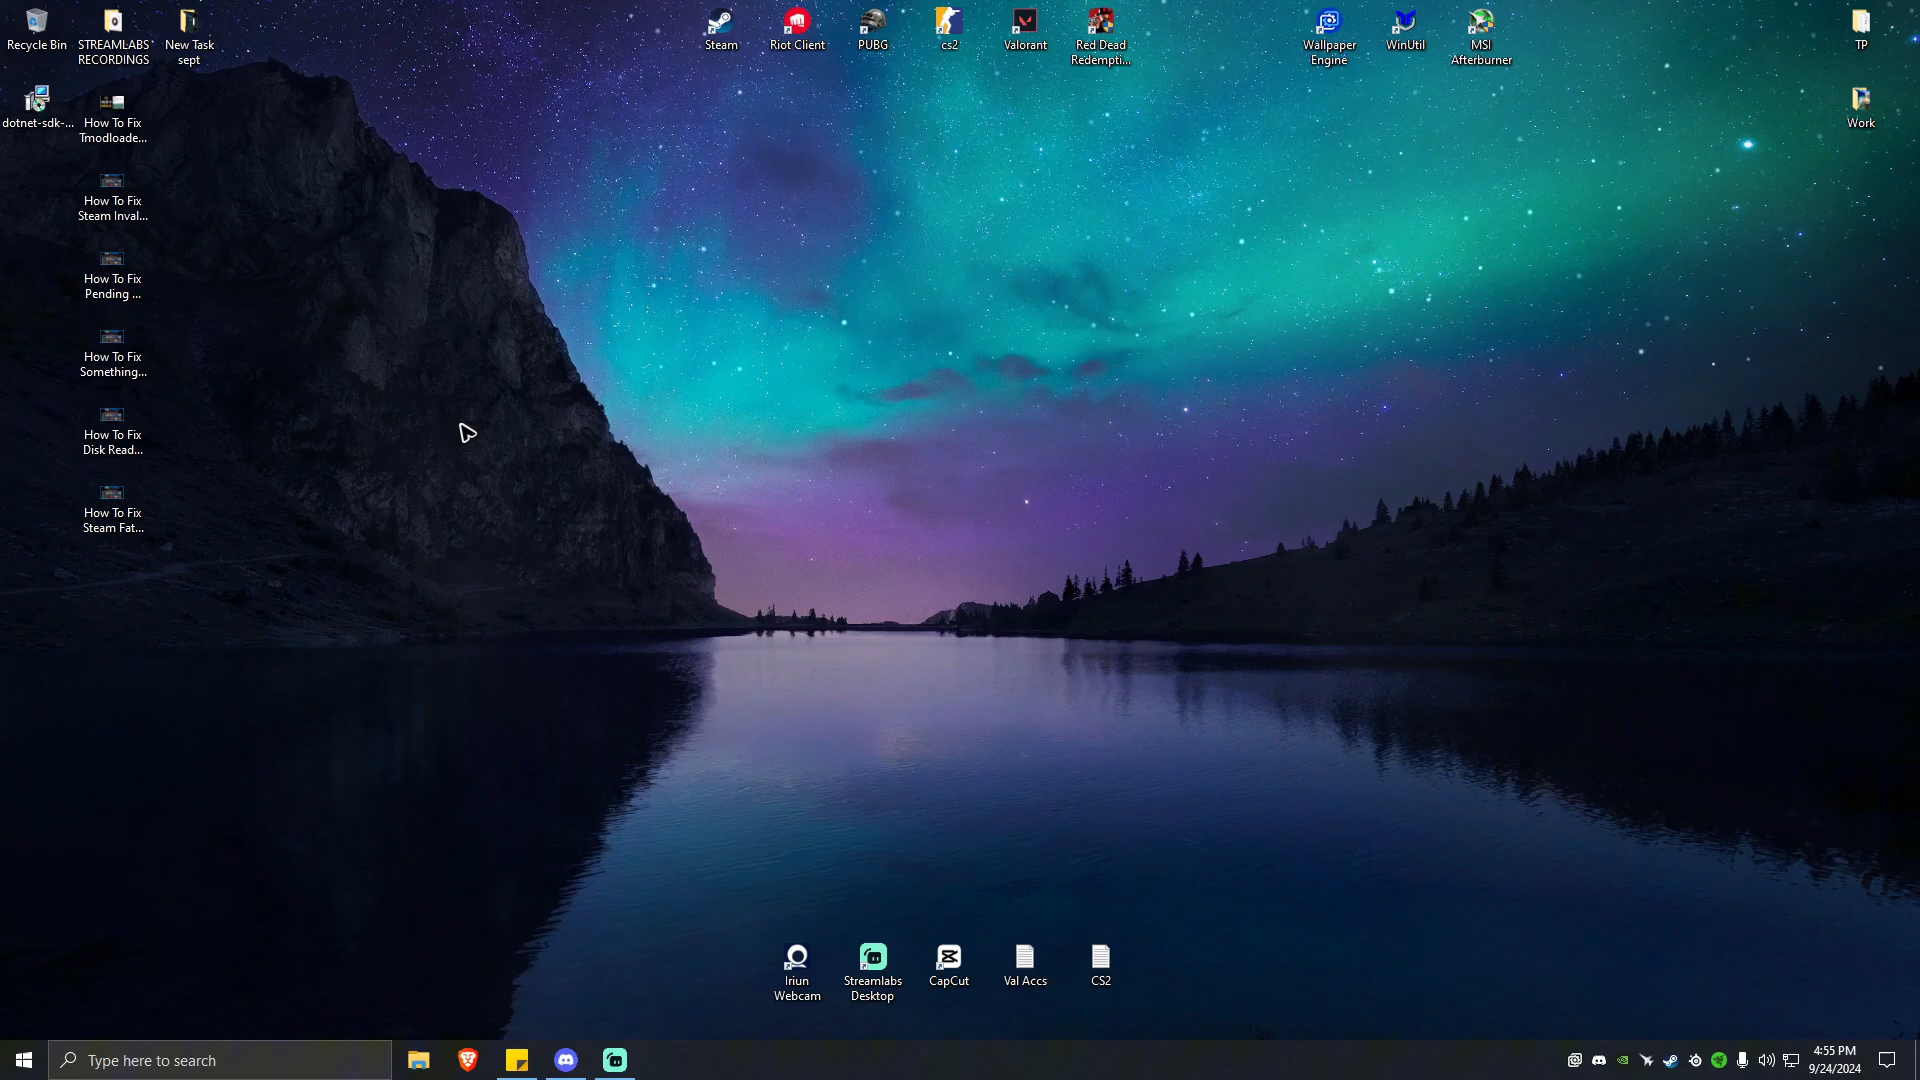 Recycle Bin
STREAMLABS
RECORDINGS
New Task
sept
Steam
Riot Client
PUBG
cs2
Valorant
Red Dead
Redempti...
Wallpaper
Engine
WinUtil
MSI
Afterburner
TP
dotnet-sdk-...
How To Fix
Tmodloade...
Work
How To Fix
Steam Inval...
How To Fix
Pending ...
How To Fix
Something...
How To Fix
Disk Read...
How To Fix
Steam Fat...
Iriun
Webcam
Streamlabs
Desktop
CapCut
Val Accs
CS2
Type here to search
4:55 PM
9/24/2024